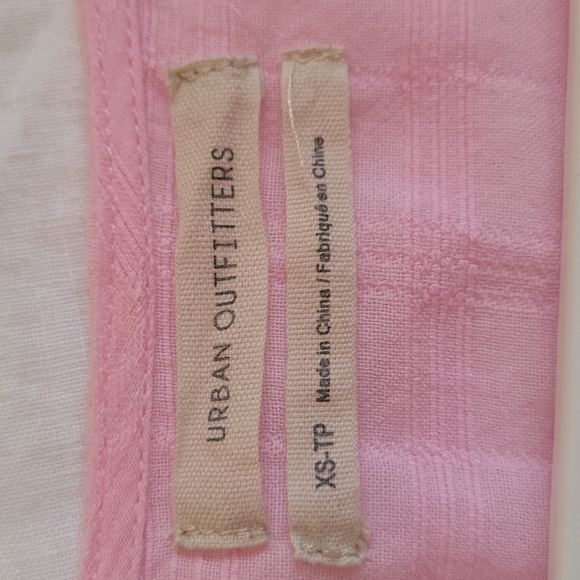 URBAN OUTFITTERS
XS-TP Made in China / Fabriqué en Chine